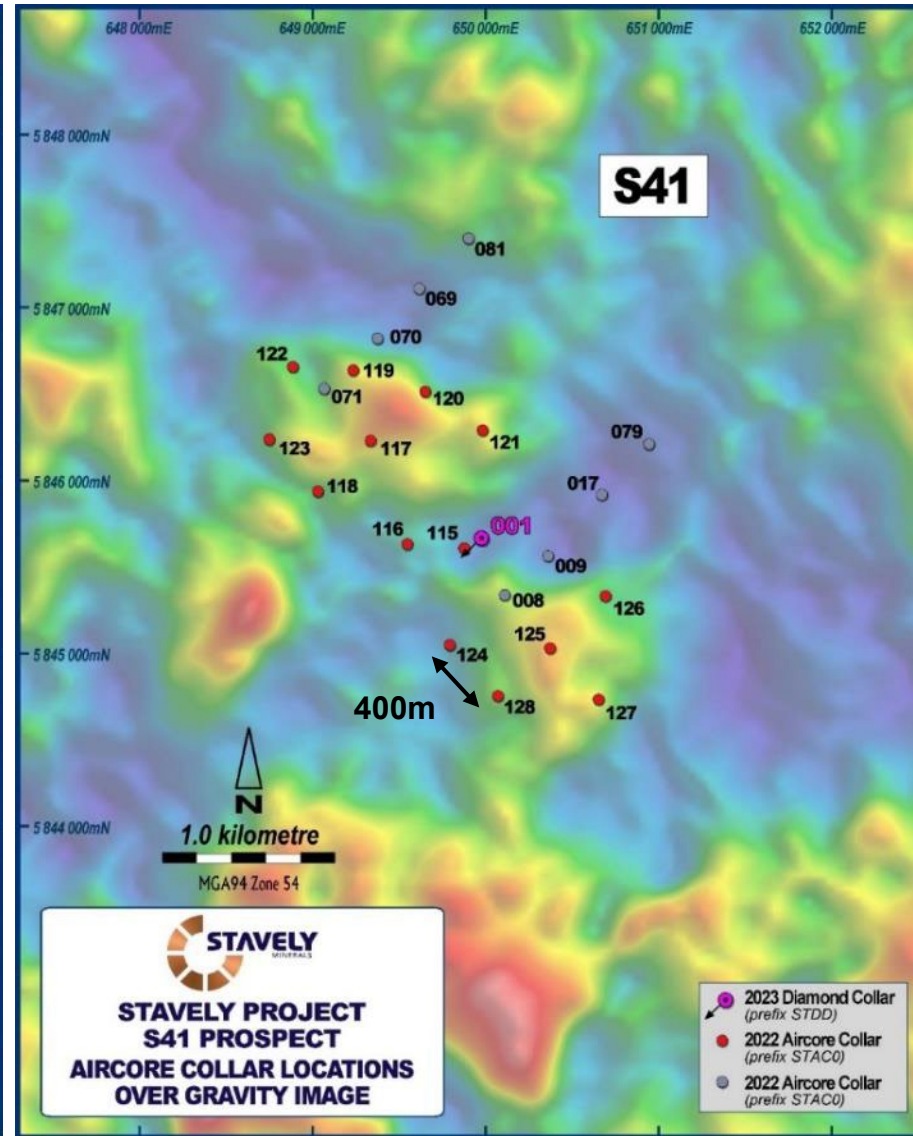 648 000mE
649 000mE
650 000mE
651 000mE
652 000mE
5 848 000mN
S41
081
5 847 000mN
069
070
122
119
071
120
079
121
123
117
5 846 000mN
017
118
116
115
001
009
008
126
125
5 845 000mN
124
400m
128
127
N
5 844 000mN
1.0 kilometre
MGA94 Zone 54
STAVELY
MINERALS
STAVELY PROJECT
S41 PROSPECT
AIRCORE COLLAR LOCATIONS
OVER GRAVITY IMAGE
2023 Diamond Collar
(prefix STDD)
2022 Aircore Collar
(prefix STAC0)
2022 Aircore Collar
(prefix STAC0)